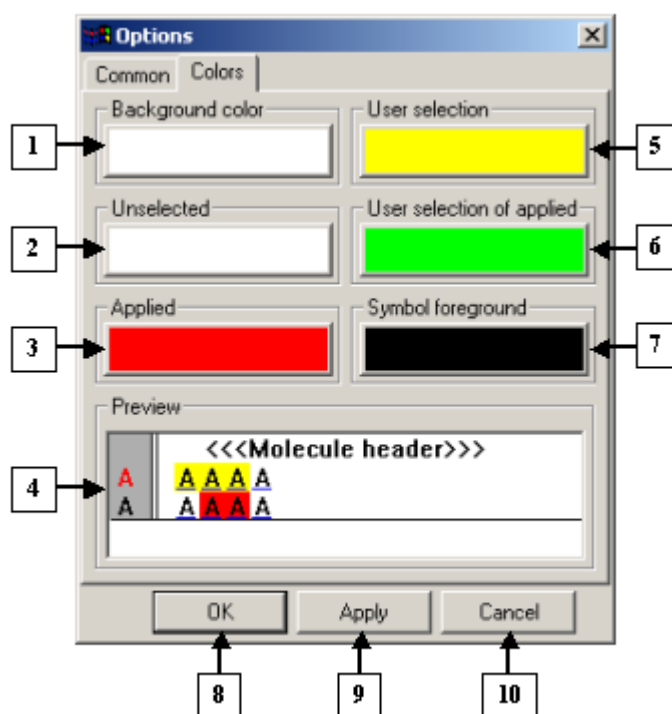 Options
Common Colors
Background color User selection
1 5
Unselected User selection of applied
2 6
Applied Symbol foreground
3 7
Preview
<<<Molecule header>>>
4 A A A A A
A A A A A
OK Apply Cancel
8 9 10